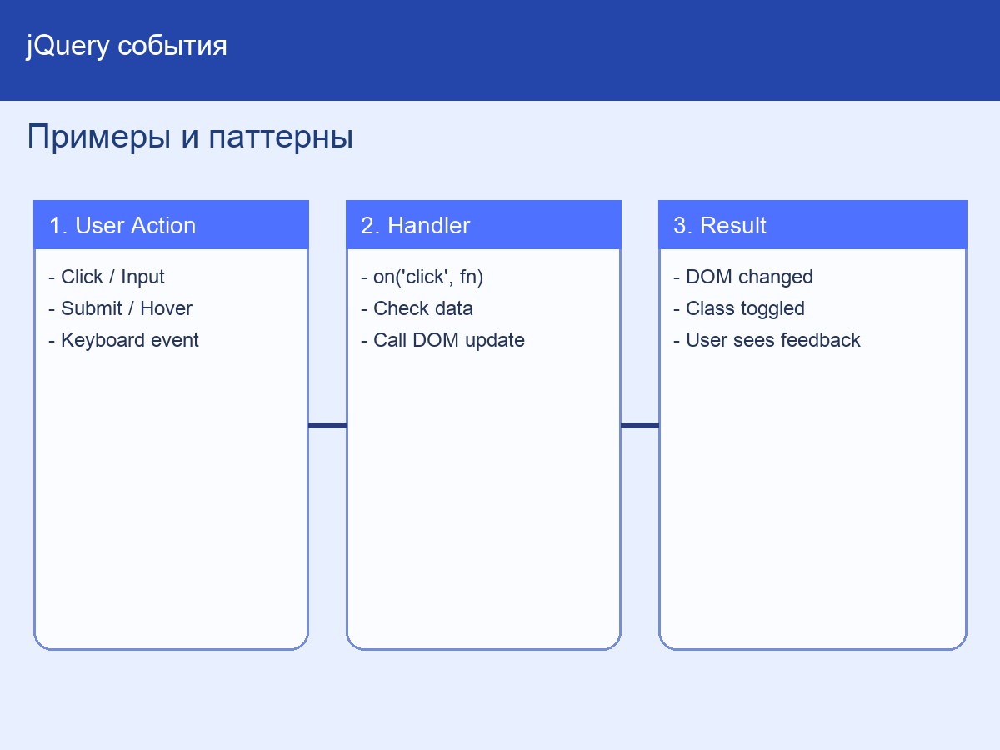 jQuery события
Примеры и паттерны
1. User Action
- Click / Input
- Submit / Hover
- Keyboard event
2. Handler
- on('click', fn)
- Check data
- Call DOM update
3. Result
- DOM changed
- Class toggled
- User sees feedback